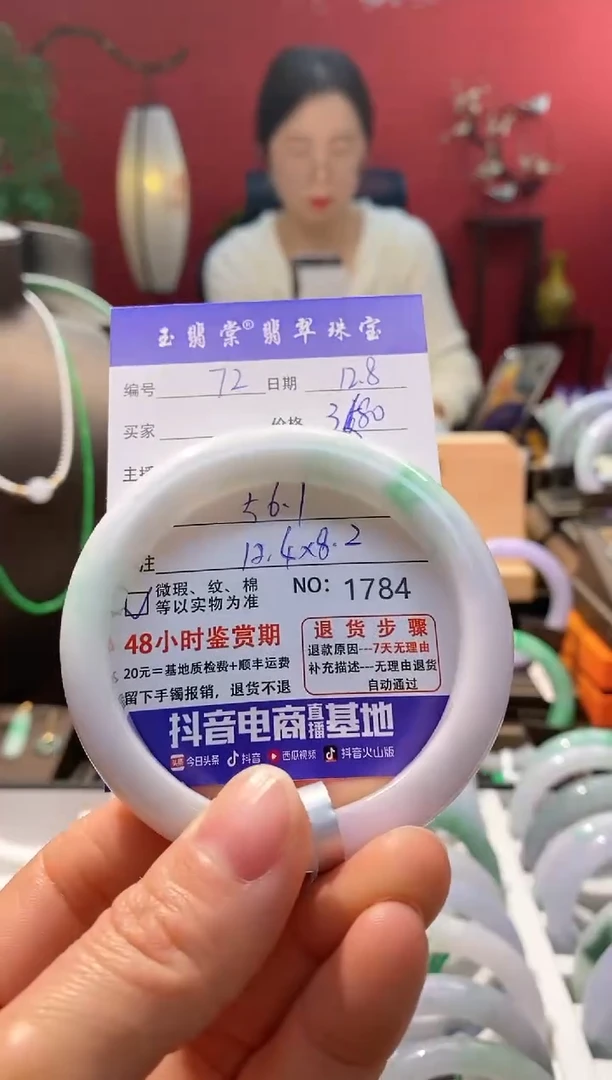 玉翡棠®翡翠珠宝
编号 72 日期 12.8
买家 价格
主播
56.1
注 12.4x8.2
微瑕、纹、棉
等以实物为准
NO: 1784
48小时鉴赏期
20元=基地质检费+顺丰运费
留下手镯报销，退货不退
退货步骤
退款原因---7天无理由
补充描述---无理由退货
自动通过
抖音电商直播基地
头条 今日头条 抖音 西瓜视频 抖音火山版